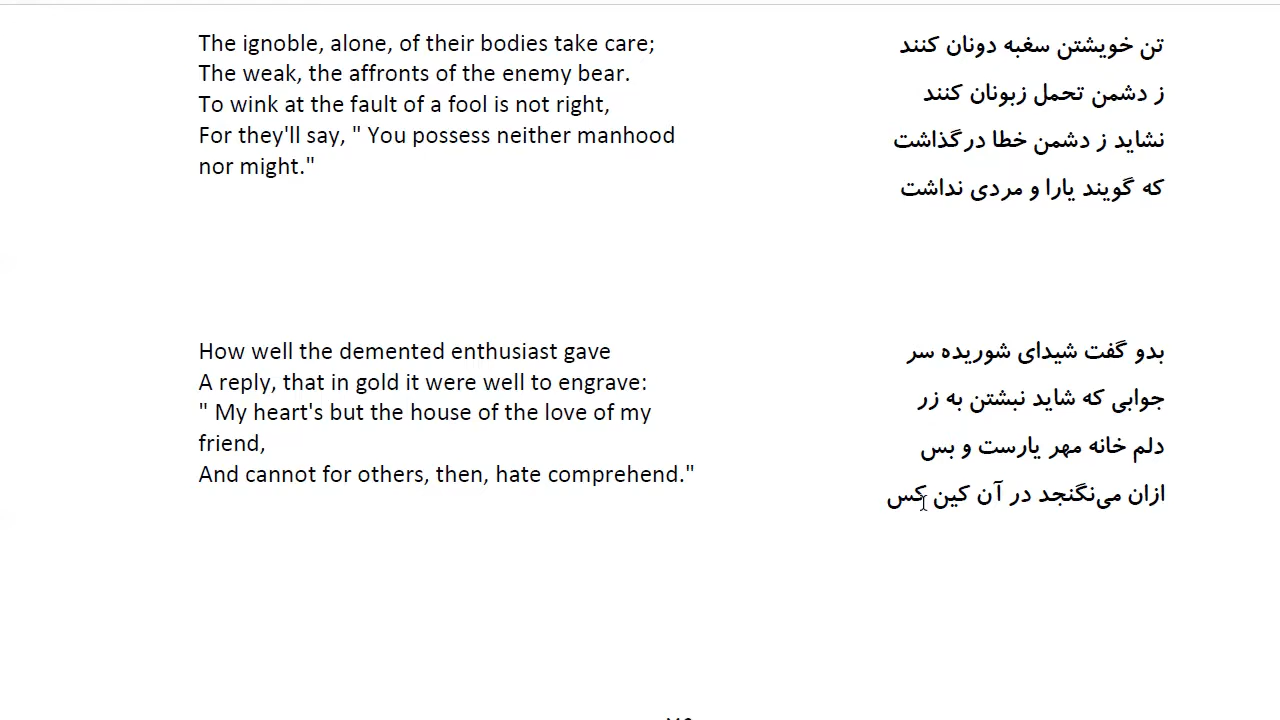 The ignoble, alone, of their bodies take care;
The weak, the affronts of the enemy bear.
To wink at the fault of a fool is not right,
For they'll say, " You possess neither manhood
nor might."
تن خویشتن سغبه دونان کنند
ز دشمن تحمل زبونان کنند
نشاید ز دشمن خطا درگذاشت
که گویند یارا و مردی نداشت
How well the demented enthusiast gave
A reply, that in gold it were well to engrave:
" My heart's but the house of the love of my
friend,
And cannot for others, then, hate comprehend."
بدو گفت شیدای شوریده سر
جوابی که شاید نبشتن به زر
دلم خانه مهر یارست و بس
ازان می‌نگنجد در آن کین کس